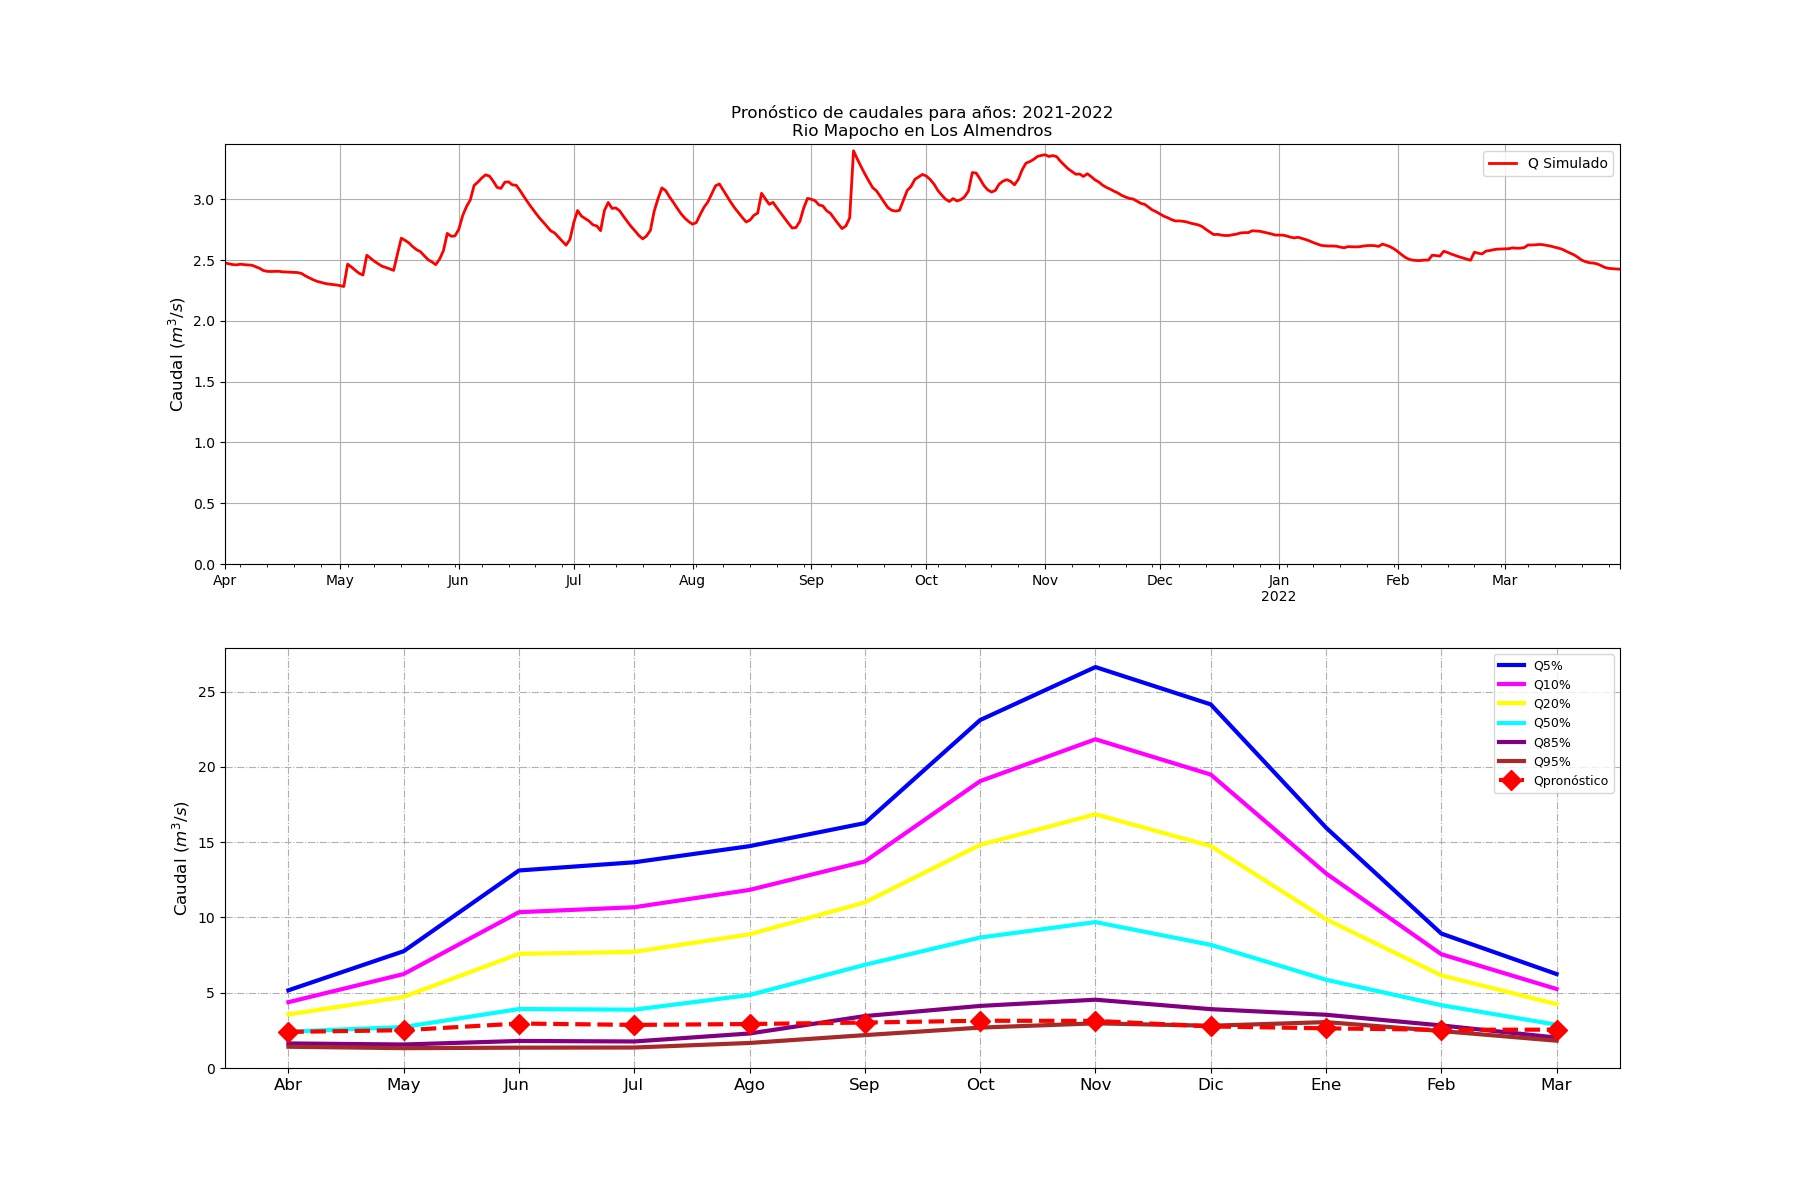 Pronóstico de caudales para años: 2021-2022
Rio Mapocho en Los Almendros
Q Simulado
Caudal (m³/s)
3.0
2.5
2.0
1.5
1.0
0.5
0.0
Apr May Jun Jul Aug Sep Oct Nov Dec Jan Feb Mar
2022
Q5%
Q10%
Q20%
Q50%
Q85%
Q95%
Qpronóstico
Caudal (m³/s)
25
20
15
10
5
0
Abr May Jun Jul Ago Sep Oct Nov Dic Ene Feb Mar